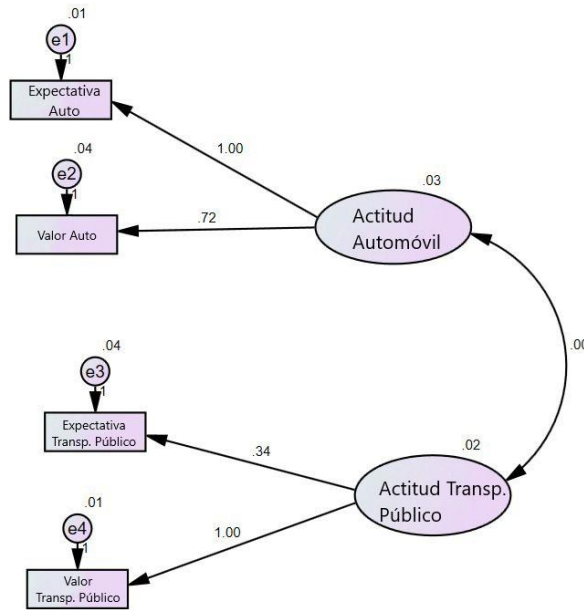 .01
e1
1
Expectativa
Auto
1.00
.04
e2
1
Valor Auto
.72
.03
Actitud
Automóvil
.00
.04
e3
1
Expectativa
Transp. Público
.34
.02
Actitud Transp.
Público
.01
e4
1
Valor
Transp. Público
1.00